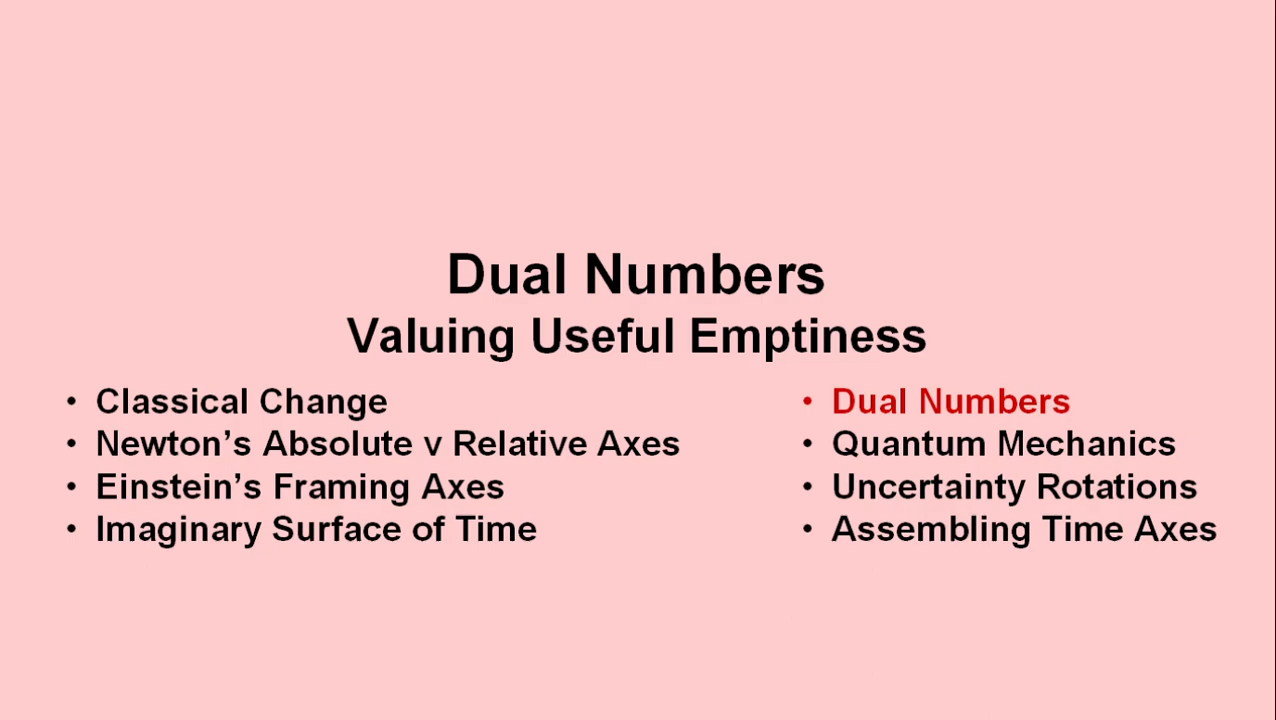 Dual Numbers
Valuing Useful Emptiness
• Classical Change
• Newton’s Absolute v Relative Axes
• Einstein’s Framing Axes
• Imaginary Surface of Time
• Dual Numbers
• Quantum Mechanics
• Uncertainty Rotations
• Assembling Time Axes